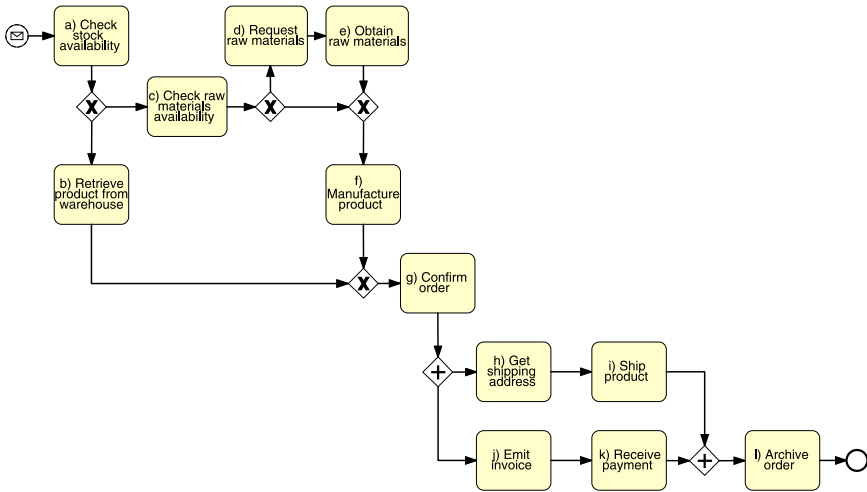 a) Check
stock
availability
d) Request
raw materials
e) Obtain
raw materials
c) Check raw
materials
availability
b) Retrieve
product from
warehouse
f)
Manufacture
product
g) Confirm
order
h) Get
shipping
address
i) Ship
product
j) Emit
invoice
k) Receive
payment
l) Archive
order